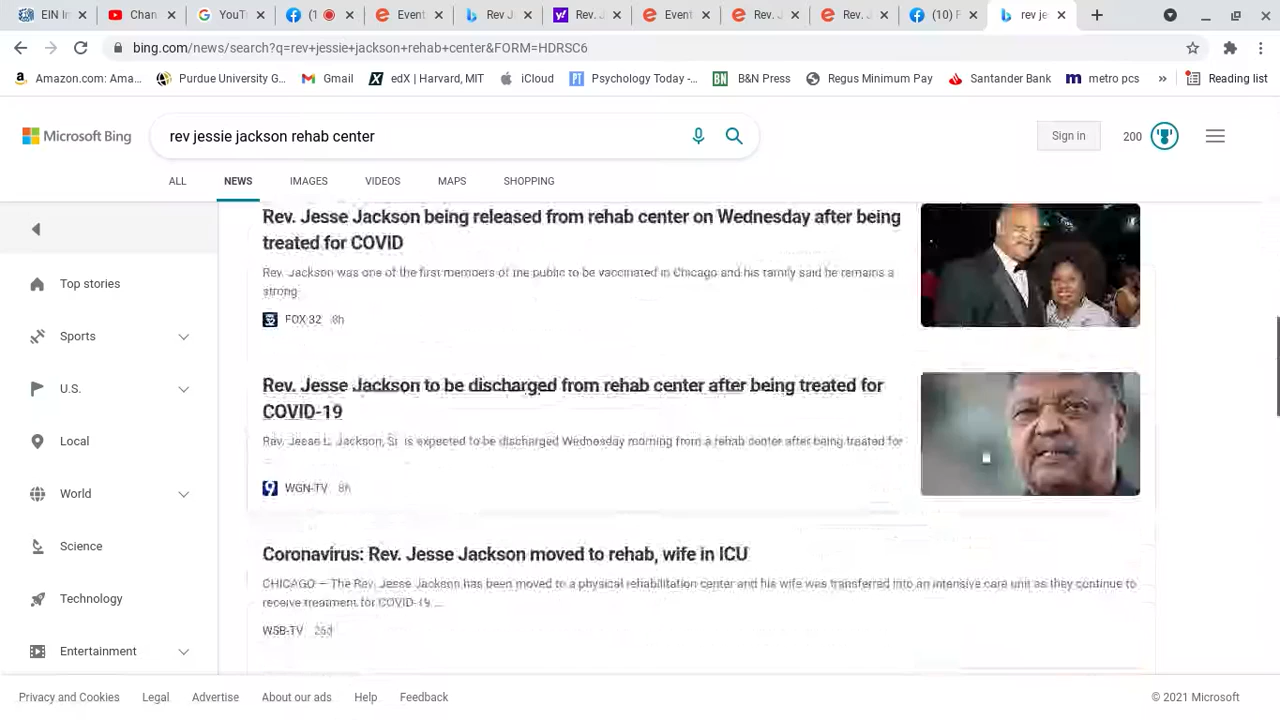 EIN In
Chan
YouTu
(1
Event
Rev J
Rev. J
Event
Rev. J
Rev. J
(10) F
rev je
bing.com/news/search?q=rev+jessie+jackson+rehab+center&FORM=HDRSC6
Amazon.com: Ama...
Purdue University G...
Gmail
edX | Harvard, MIT
iCloud
Psychology Today -...
B&N Press
Regus Minimum Pay
Santander Bank
metro pcs
»
Reading list
Microsoft Bing
rev jessie jackson rehab center
Sign in
200
ALL
NEWS
IMAGES
VIDEOS
MAPS
SHOPPING
Top stories
Sports
U.S.
Local
World
Science
Technology
Entertainment
Rev. Jesse Jackson being released from rehab center on Wednesday after being
treated for COVID
Rev. Jackson was one of the first members of the public to be vaccinated in Chicago and his family said he remains a
strong
FOX 32 8h
Rev. Jesse Jackson to be discharged from rehab center after being treated for
COVID-19
Rev. Jesse L. Jackson, Sr. is expected to be discharged Wednesday morning from a rehab center after being treated for
9 WGN-TV 8h
Coronavirus: Rev. Jesse Jackson moved to rehab, wife in ICU
CHICAGO — The Rev. Jesse Jackson has been moved to a physical rehabilitation center and his wife was transferred into an intensive care unit as they continue to
receive treatment for COVID-19 ...
WSB-TV
Privacy and Cookies
Legal
Advertise
About our ads
Help
Feedback
© 2021 Microsoft